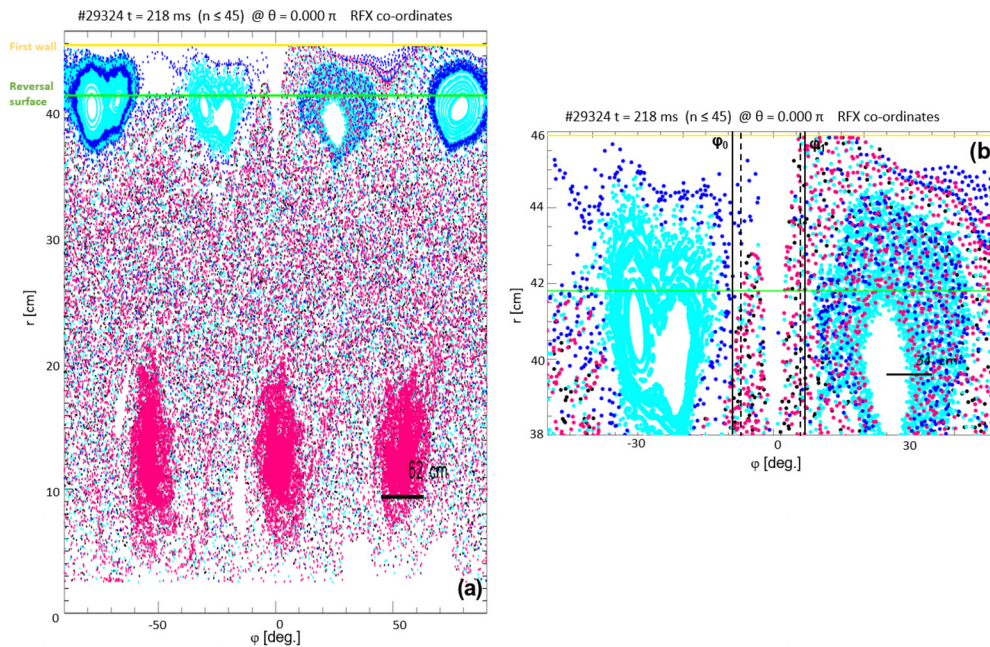 #29324 t = 218 ms (n ≤ 45) @ θ = 0.000 π RFX co-ordinates
First wall
Reversal
surface
40
30
20
10
0
r [cm]
62 cm
(a)
-50
0
50
φ [deg.]
#29324 t = 218 ms (n ≤ 45) @ θ = 0.000 π RFX co-ordinates
46
44
42
40
38
r [cm]
φ₀
(b)
cm
-30
0
30
φ [deg.]